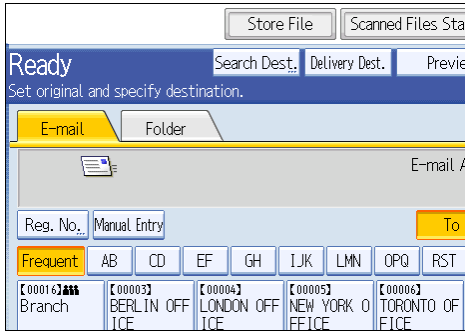 Store File Scanned Files Sta
Ready Search Dest. Delivery Dest. Previe
Set original and specify destination.
E-mail Folder
E-mail A
Reg. No. Manual Entry To
Frequent AB CD EF GH IJK LMN OPQ RST
[00016] [00003] [00004] [00005] [00006]
Branch BERLIN OFF LONDON OFF NEW YORK O TORONTO OF
ICE ICE FFICE FICE